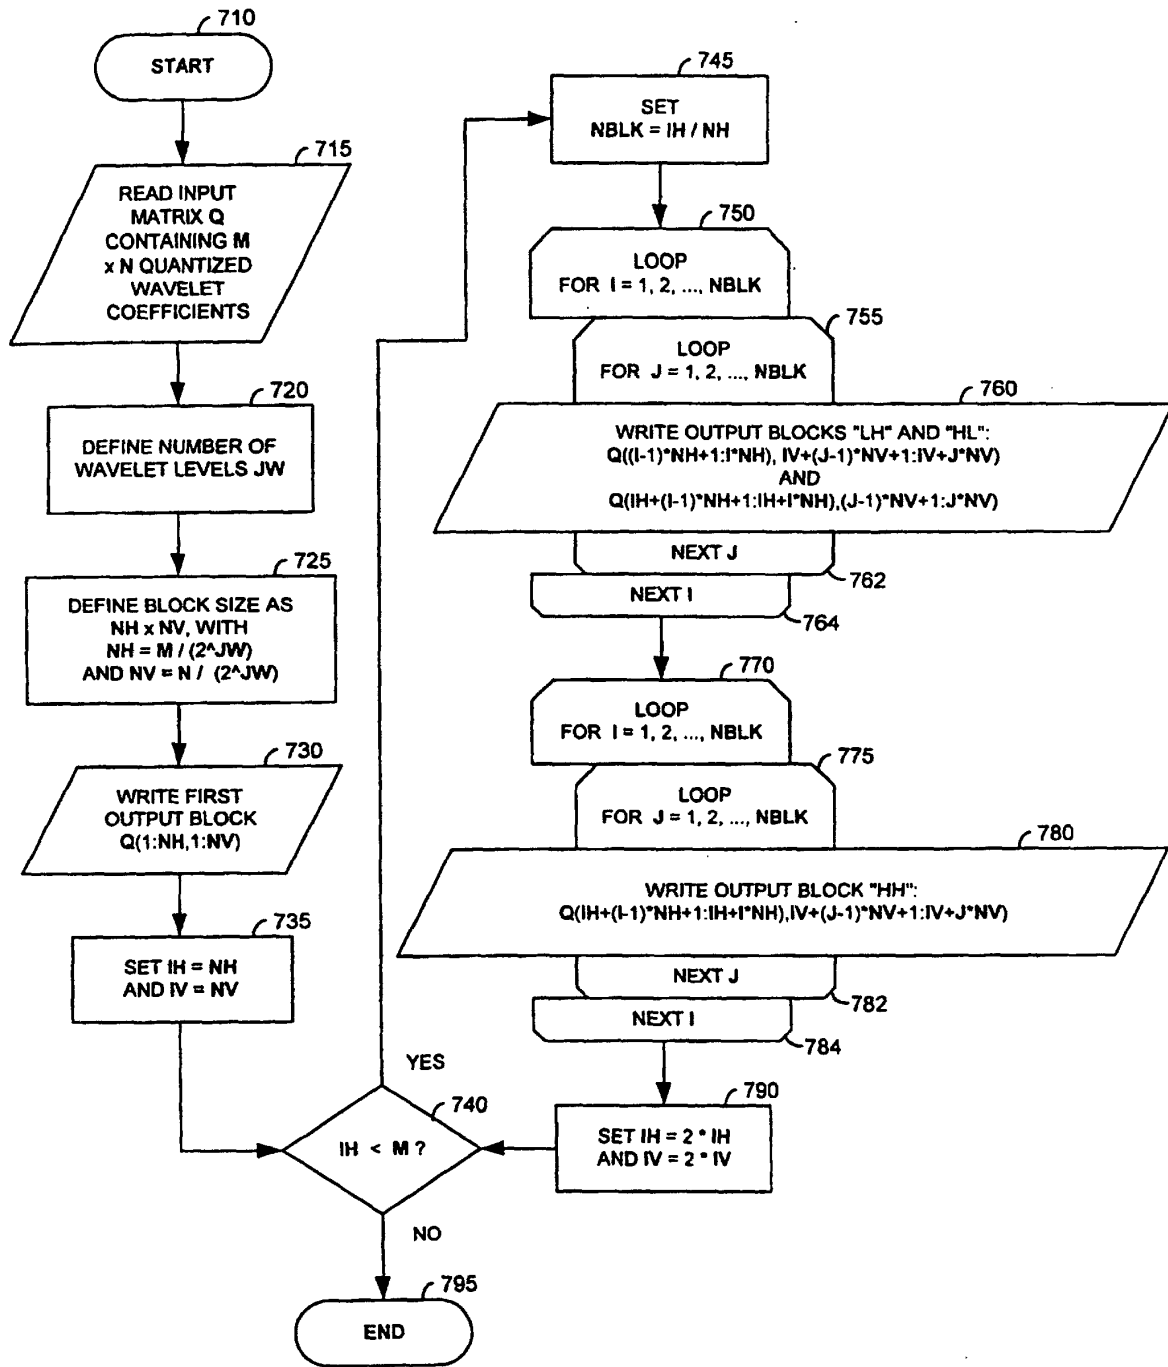 710
START
715
READ INPUT
MATRIX Q
CONTAINING M
x N QUANTIZED
WAVELET
COEFFICIENTS
720
DEFINE NUMBER OF
WAVELET LEVELS JW
725
DEFINE BLOCK SIZE AS
NH x NV, WITH
NH = M / (2^JW)
AND NV = N / (2^JW)
730
WRITE FIRST
OUTPUT BLOCK
Q(1:NH,1:NV)
735
SET IH = NH
AND IV = NV
YES
740
IH < M ?
NO
795
END
745
SET
NBLK = IH / NH
750
LOOP
FOR I = 1, 2, ..., NBLK
755
LOOP
FOR J = 1, 2, ..., NBLK
760
WRITE OUTPUT BLOCKS "LH" AND "HL":
Q((I-1)*NH+1:I*NH), IV+(J-1)*NV+1:IV+J*NV)
AND
Q(IH+(I-1)*NH+1:IH+I*NH),(J-1)*NV+1:J*NV)
NEXT J
762
NEXT I
764
770
LOOP
FOR I = 1, 2, ..., NBLK
775
LOOP
FOR J = 1, 2, ..., NBLK
780
WRITE OUTPUT BLOCK "HH":
Q(IH+(I-1)*NH+1:IH+I*NH),IV+(J-1)*NV+1:IV+J*NV)
NEXT J
782
NEXT I
784
790
SET IH = 2 * IH
AND IV = 2 * IV